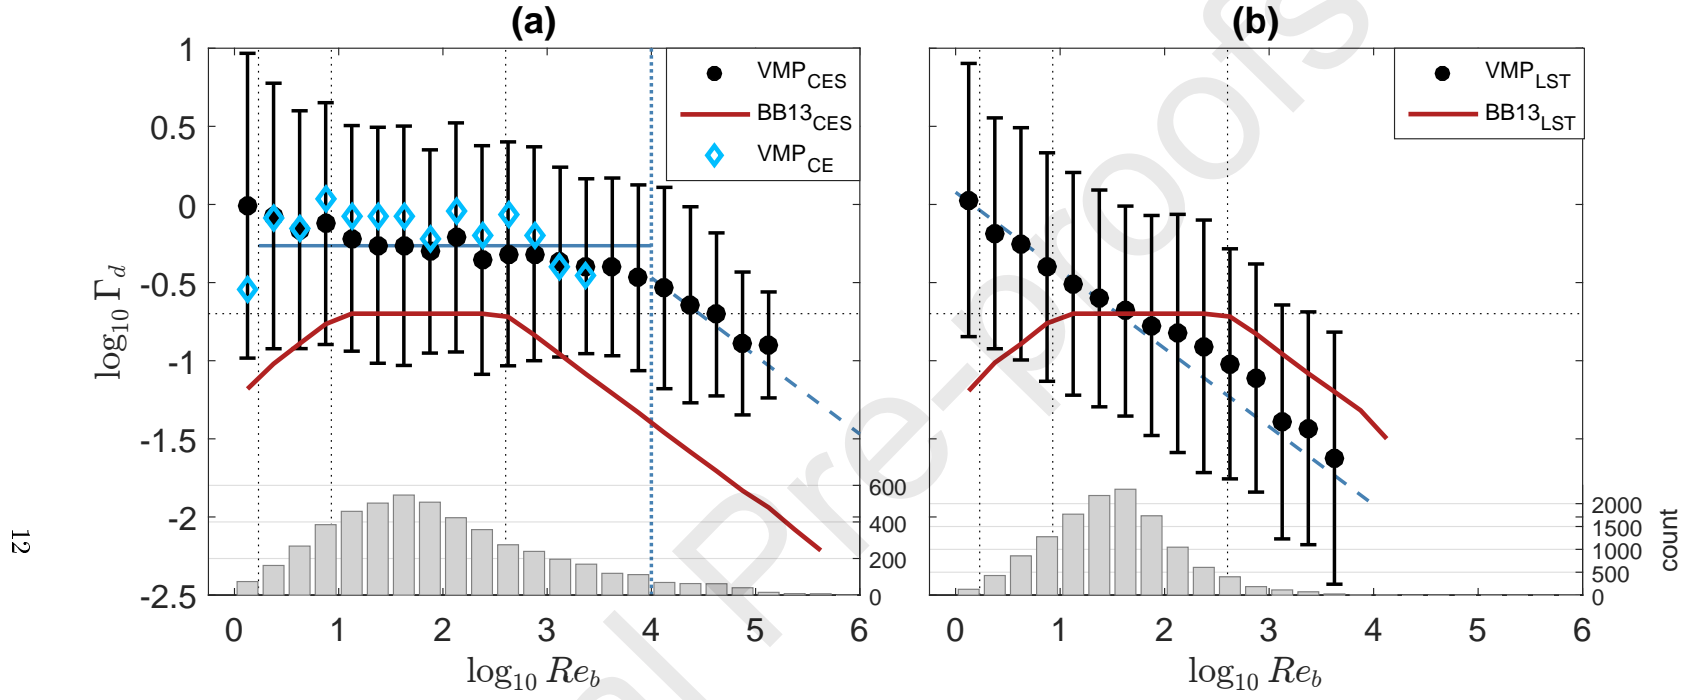 (a)
(b)
1
0.5
0
-0.5
-1
-1.5
-2
-2.5
log10 Γd
VMPCES
BB13CES
VMPCE
600
400
200
0
0 1 2 3 4 5 6
log10 Reb
VMPLST
BB13LST
2000
1500
1000
500
0
count
0 1 2 3 4 5 6
log10 Reb
12
al Pre-proofs